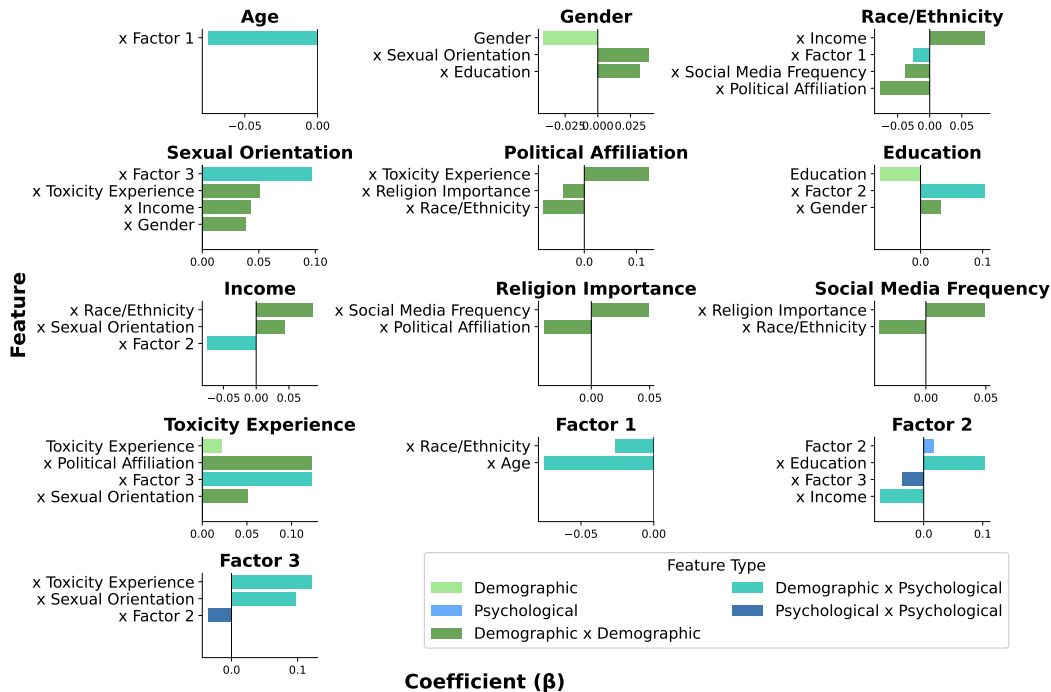 Age
x Factor 1
−0.05 0.00
Gender
Gender
x Sexual Orientation
x Education
−0.025 0.000 0.025
Race/Ethnicity
x Income
x Factor 1
x Social Media Frequency
x Political Affiliation
−0.05 0.00 0.05
Sexual Orientation
x Factor 3
x Toxicity Experience
x Income
x Gender
0.00 0.05 0.10
Political Affiliation
x Toxicity Experience
x Religion Importance
x Race/Ethnicity
0.0 0.1
Education
Education
x Factor 2
x Gender
0.0 0.1
Feature
Income
x Race/Ethnicity
x Sexual Orientation
x Factor 2
−0.05 0.00 0.05
Religion Importance
x Social Media Frequency
x Political Affiliation
0.00 0.05
Social Media Frequency
x Religion Importance
x Race/Ethnicity
0.00 0.05
Toxicity Experience
Toxicity Experience
x Political Affiliation
x Factor 3
x Sexual Orientation
0.00 0.05 0.10
Factor 1
x Race/Ethnicity
x Age
−0.05 0.00
Factor 2
Factor 2
x Education
x Factor 3
x Income
0.0 0.1
Factor 3
x Toxicity Experience
x Sexual Orientation
x Factor 2
0.0 0.1
Feature Type
Demographic
Psychological
Demographic x Demographic
Demographic x Psychological
Psychological x Psychological
Coefficient (β)